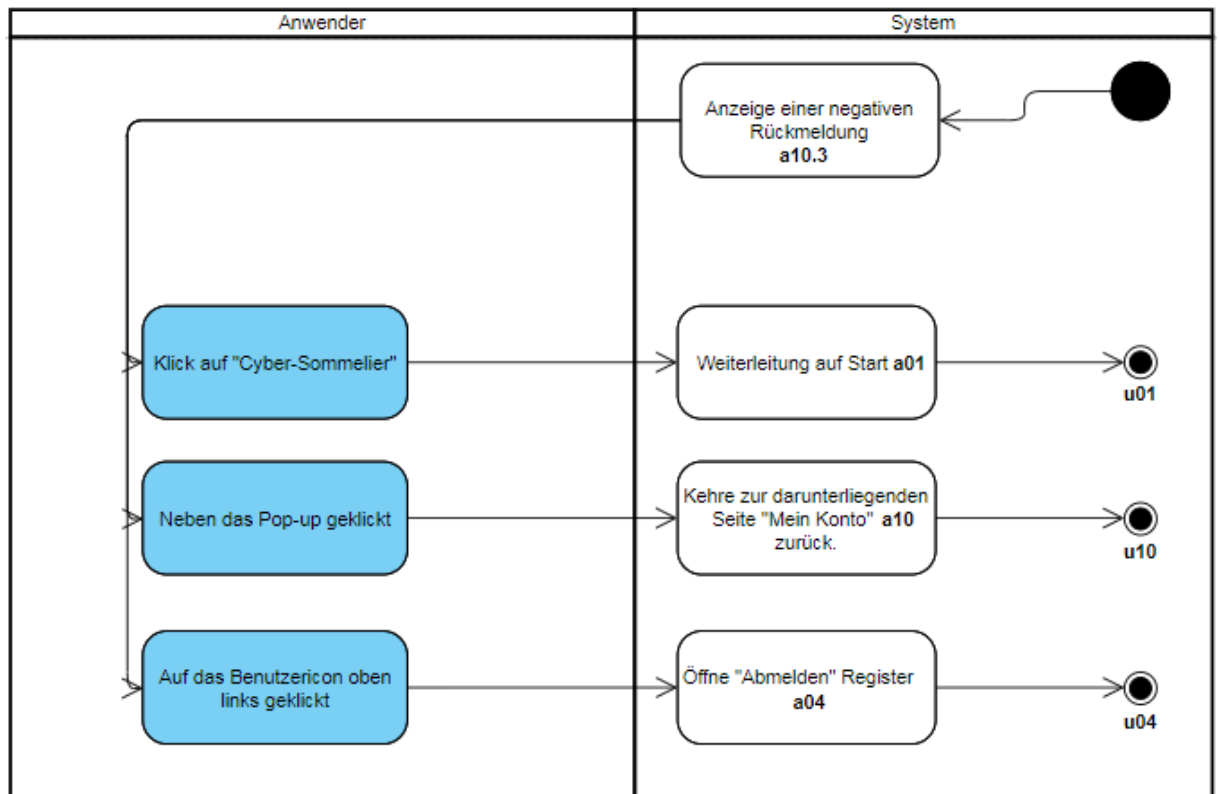 Anwender
System
Anzeige einer negativen
Rückmeldung
a10.3
Klick auf "Cyber-Sommelier"
Weiterleitung auf Start a01
u01
Neben das Pop-up geklickt
Kehre zur darunterliegenden
Seite "Mein Konto" a10
zurück.
u10
Auf das Benutzericon oben
links geklickt
Öffne "Abmelden" Register
a04
u04